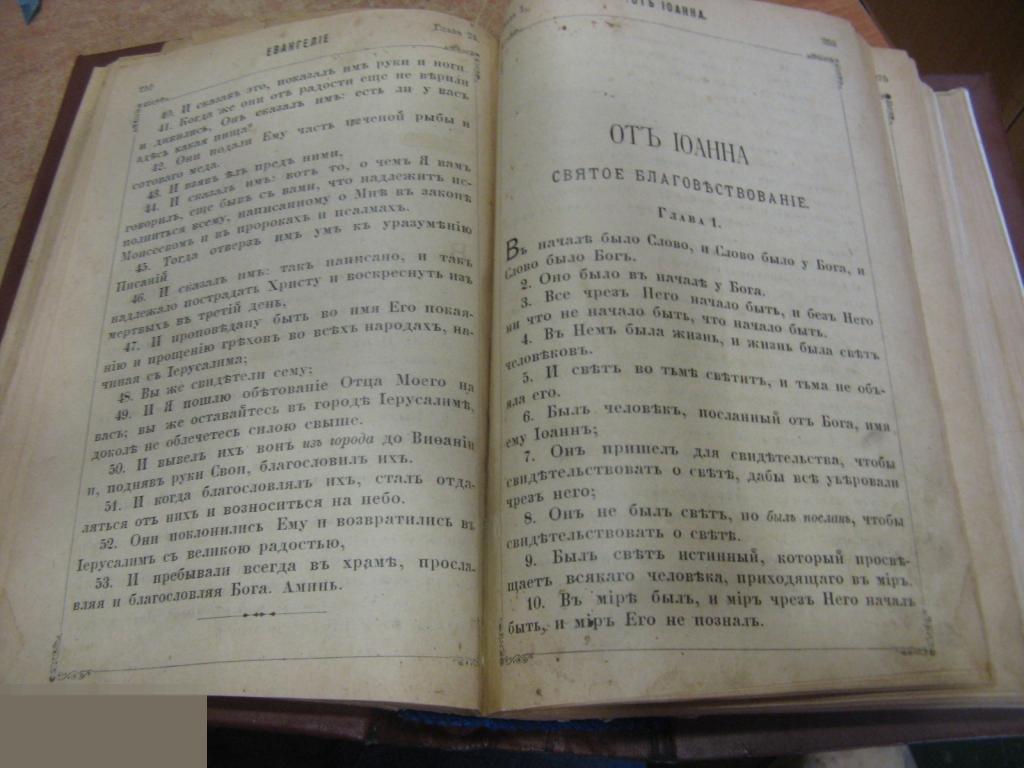 ЕВАНГЕЛІЕ
Глава 24.
40. И сказавъ это, показалъ имъ руки и ноги.
41. Когда же они отъ радости еще не вѣрили
и дивились, Онъ сказалъ имъ: есть ли у васъ
здѣсь какая пища?
42. Они подали Ему часть печеной рыбы и
сотоваго меда.
43. И взявъ ѣлъ предъ ними,
44. И сказалъ имъ: вотъ то, о чемъ Я вамъ
говорилъ, еще бывъ съ вами, что надлежитъ ис-
полниться всему, написанному о Мнѣ въ законѣ
Моисеевомъ и въ пророкахъ и псалмахъ.
45. Тогда отверзъ имъ умъ къ уразумѣнію
Писаній
46. И сказалъ имъ: такъ написано, и такъ
надлежало пострадать Христу и воскреснуть изъ
мертвыхъ въ третій день,
47. И проповѣдану быть во имя Его покая-
нію и прощенію грѣховъ во всѣхъ народахъ, на-
чиная съ Іерусалима;
48. Вы же свидѣтели сему;
49. И Я пошлю обѣтованіе Отца Моего на
васъ; вы же оставайтесь въ городѣ Іерусалимѣ,
доколѣ не облечетесь силою свыше.
50. И вывелъ ихъ вонъ изъ города до Виѳаніи
и, поднявъ руки Свои, благословилъ ихъ.
51. И когда благословлялъ ихъ, сталъ отда-
ляться отъ нихъ и возноситься на небо.
52. Они поклонились Ему и возвратились въ
Іерусалимъ съ великою радостью,
53. И пребывали всегда въ храмѣ, просла-
вляя и благословляя Бога. Аминь.
ОТЪ ІОАННА.
ОТЪ ІОАННА
СВЯТОЕ БЛАГОВѢСТВОВАНІЕ.
Глава 1.
Въ началѣ было Слово, и Слово было у Бога, и
Слово было Богъ.
2. Оно было въ началѣ у Бога.
3. Все чрезъ Него начало быть, и безъ Него
ни что не начало быть, что начало быть.
4. Въ Немъ была жизнь, и жизнь была свѣтъ
человѣковъ.
5. И свѣтъ во тьмѣ свѣтитъ, и тьма не объ-
яла его.
6. Былъ человѣкъ, посланный отъ Бога, имя
ему Іоаннъ;
7. Онъ пришелъ для свидѣтельства, чтобы
свидѣтельствовать о свѣтѣ, дабы всѣ увѣровали
чрезъ него;
8. Онъ не былъ свѣтъ, но былъ посланъ, чтобы
свидѣтельствовать о свѣтѣ.
9. Былъ свѣтъ истинный, который просвѣ-
щаетъ всякаго человѣка, приходящаго въ міръ.
10. Въ мірѣ былъ, и міръ чрезъ Него началъ
быть, и міръ Его не позналъ.